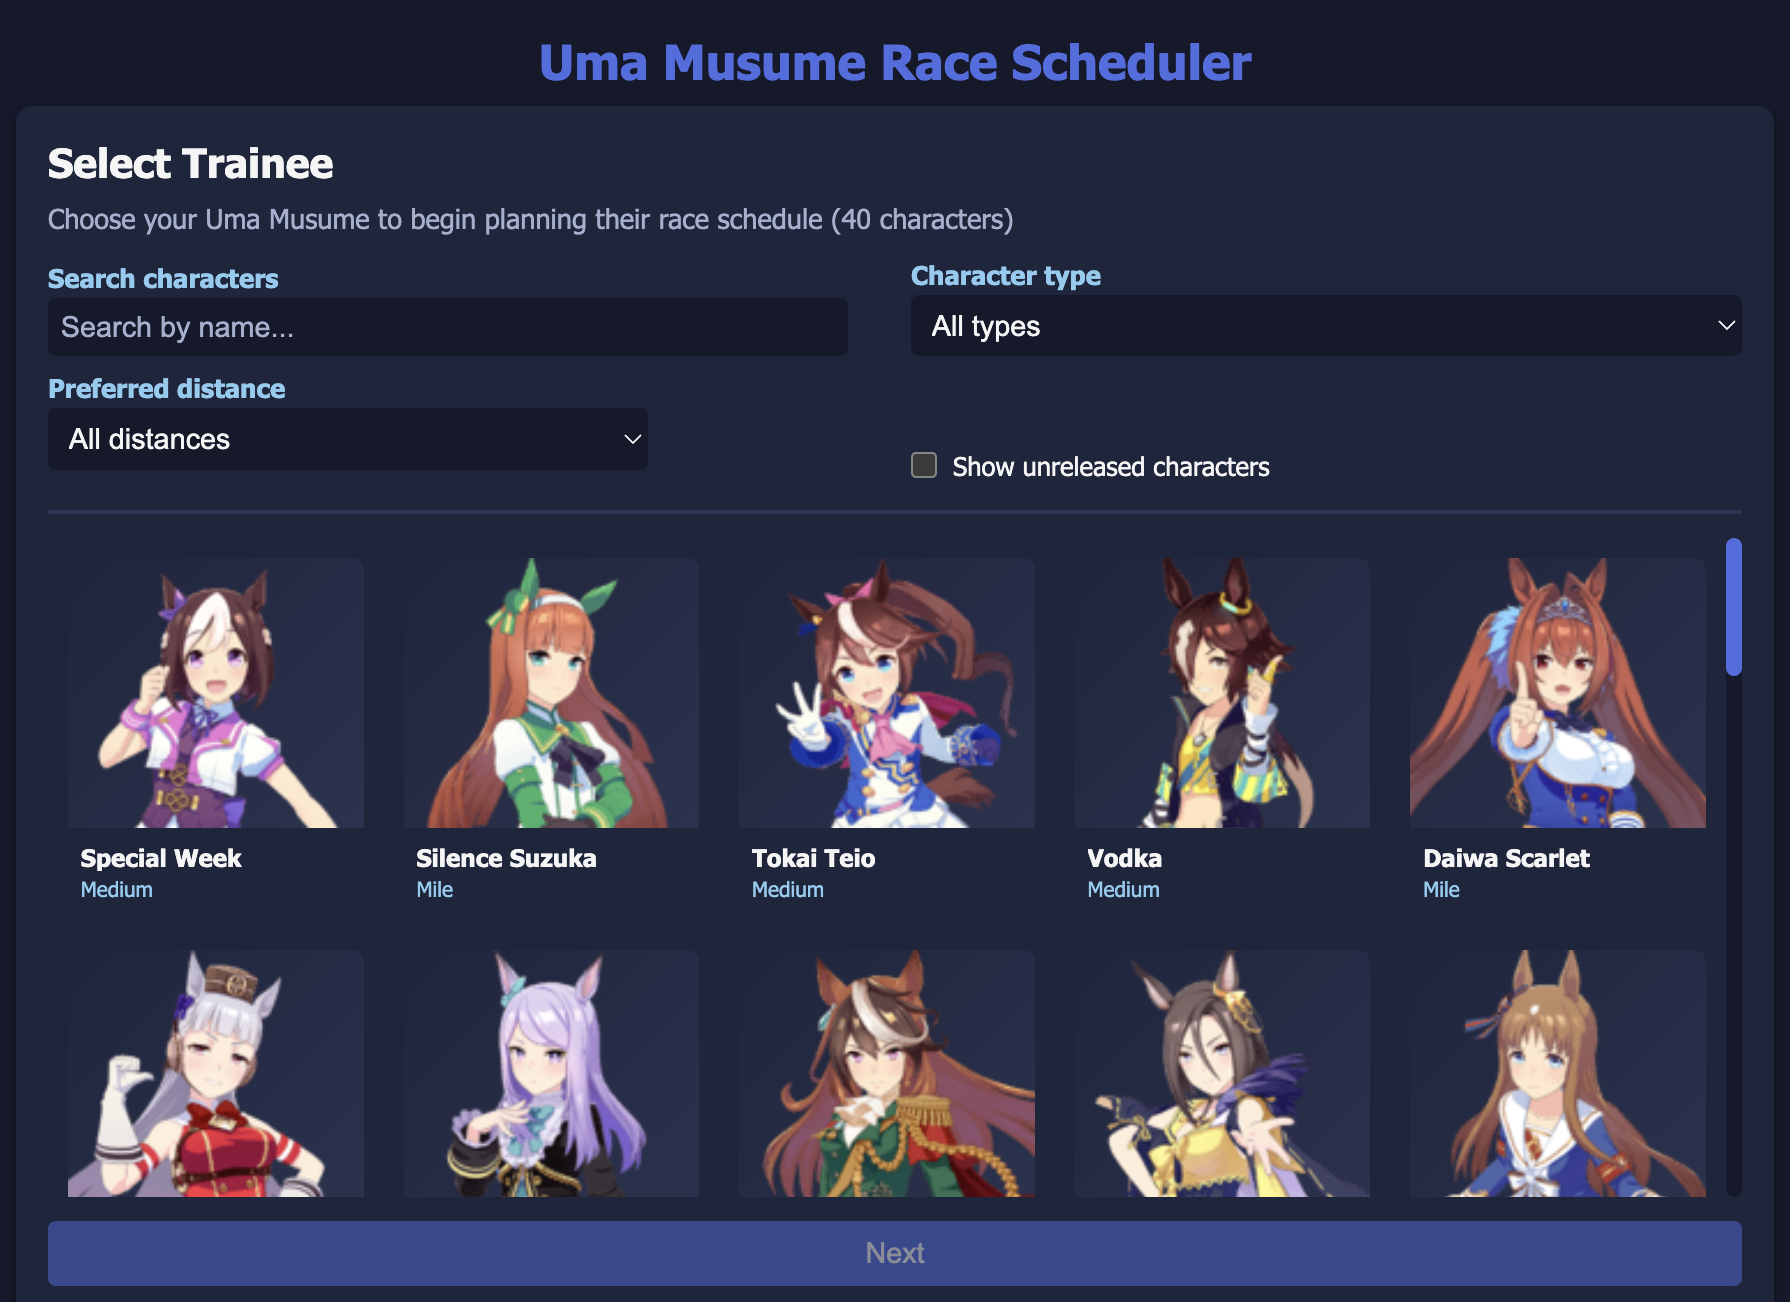 Uma Musume Race Scheduler
Select Trainee
Choose your Uma Musume to begin planning their race schedule (40 characters)
Search characters
Search by name...
Character type
All types
Preferred distance
All distances
Show unreleased characters
Special Week
Medium
Silence Suzuka
Mile
Tokai Teio
Medium
Vodka
Medium
Daiwa Scarlet
Mile
Next